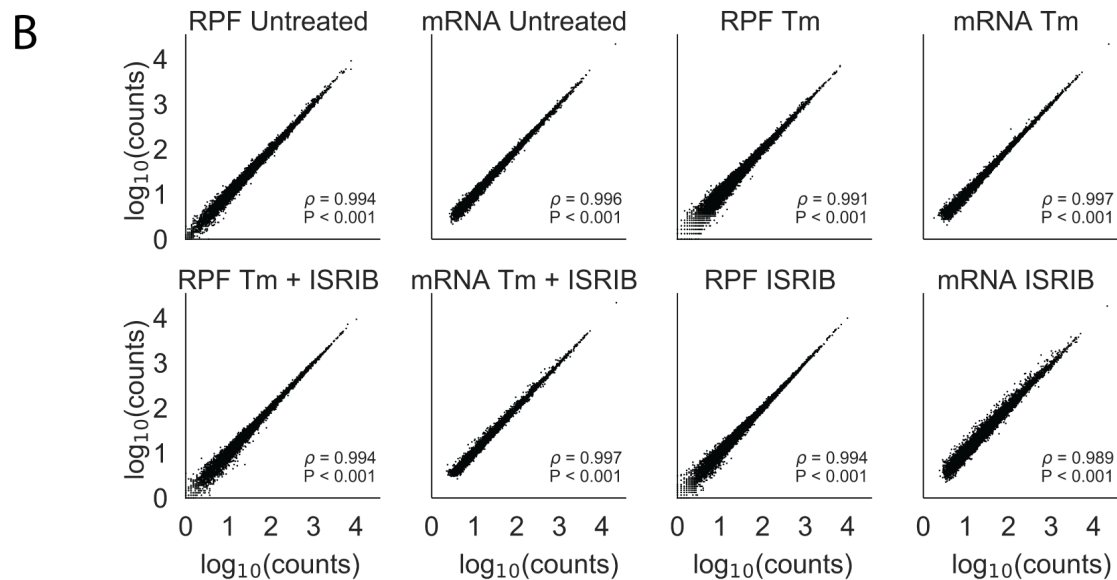 B
RPF Untreated
mRNA Untreated
RPF Tm
mRNA Tm
log10(counts)
4
3
2
1
0
ρ = 0.994
P < 0.001
ρ = 0.996
P < 0.001
ρ = 0.991
P < 0.001
ρ = 0.997
P < 0.001
RPF Tm + ISRIB
mRNA Tm + ISRIB
RPF ISRIB
mRNA ISRIB
log10(counts)
4
3
2
1
0
ρ = 0.994
P < 0.001
ρ = 0.997
P < 0.001
ρ = 0.994
P < 0.001
ρ = 0.989
P < 0.001
0 1 2 3 4
0 1 2 3 4
0 1 2 3 4
0 1 2 3 4
log10(counts)
log10(counts)
log10(counts)
log10(counts)